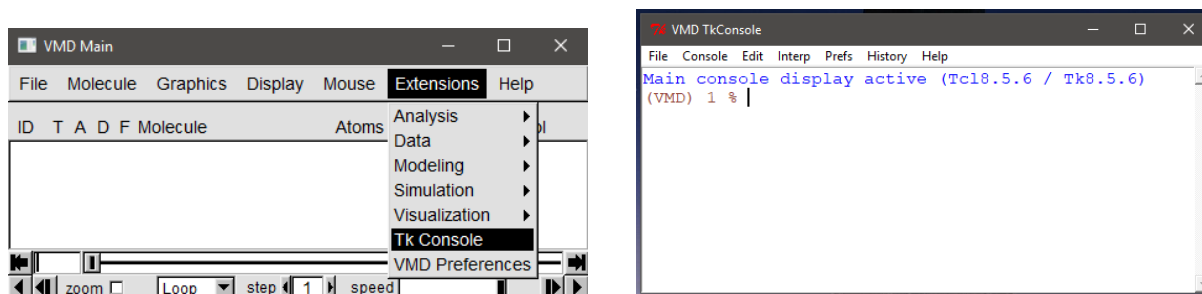 VMD Main
File Molecule Graphics Display Mouse Extensions Help
ID T A D F Molecule Atoms ol
Analysis
Data
Modeling
Simulation
Visualization
Tk Console
VMD Preferences
zoom Loop step 1 speed
VMD TkConsole
File Console Edit Interp Prefs History Help
Main console display active (Tcl8.5.6 / Tk8.5.6)
(VMD) 1 %